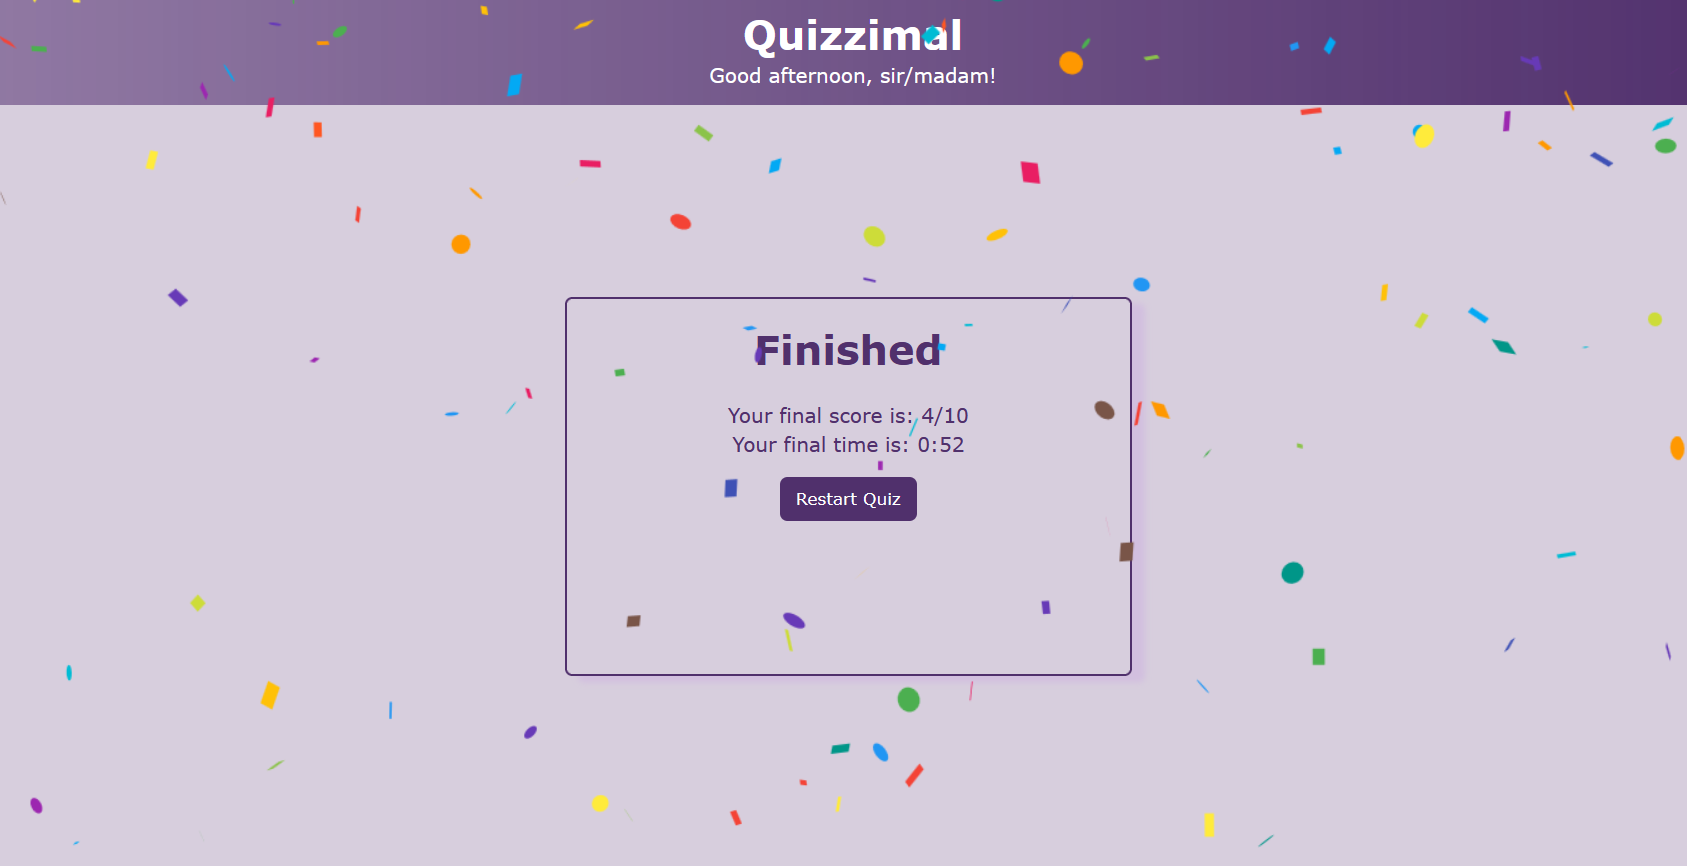 Quizzimal
Good afternoon, sir/madam!
Finished
Your final score is: 4/10
Your final time is: 0:52
Restart Quiz